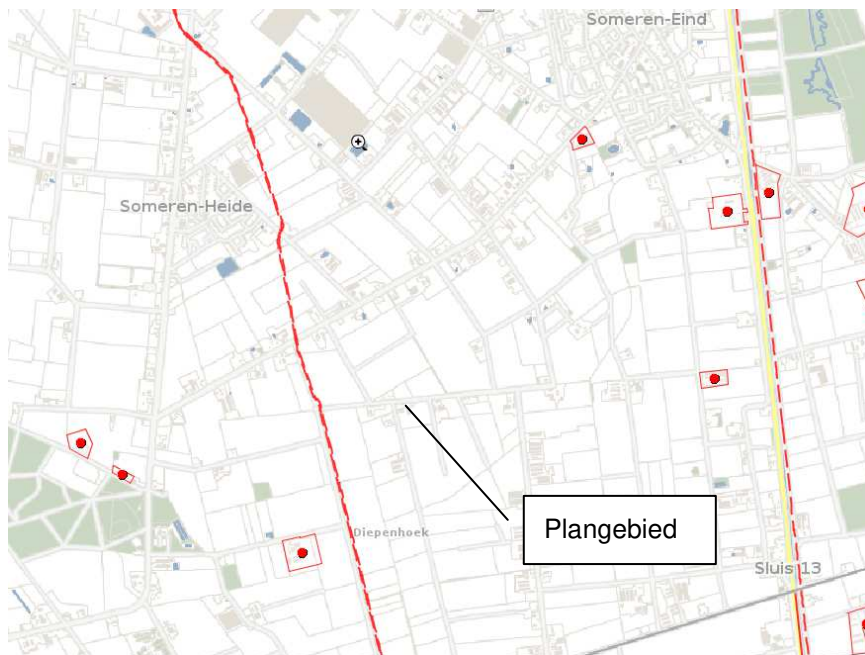 Someren-Eind
Someren-Heide
Plangebied
Diepenhoek
Sluis 13